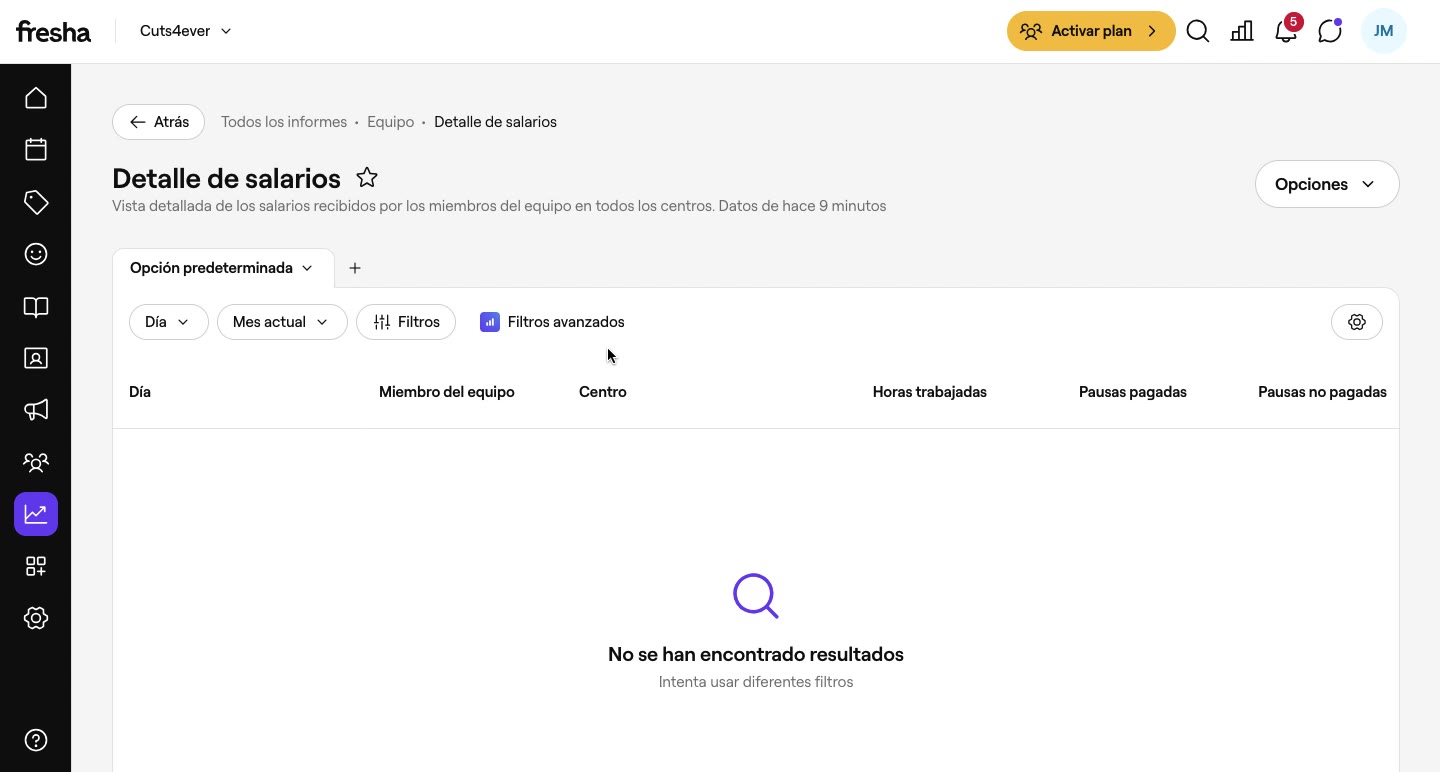 fresha
Cuts4ever
Activar plan
5
JM
Atrás
Todos los informes • Equipo • Detalle de salarios
Detalle de salarios
Opciones
Vista detallada de los salarios recibidos por los miembros del equipo en todos los centros. Datos de hace 9 minutos
Opción predeterminada
Día
Mes actual
Filtros
Filtros avanzados
Día
Miembro del equipo
Centro
Horas trabajadas
Pausas pagadas
Pausas no pagadas
No se han encontrado resultados
Intenta usar diferentes filtros